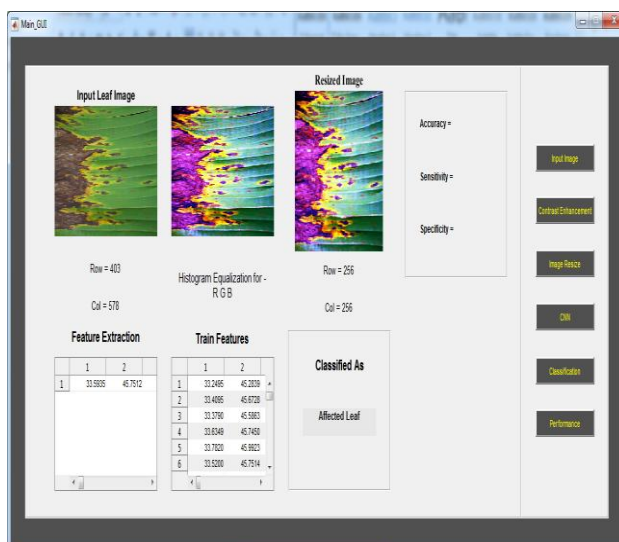 Main_GUI
Input Leaf Image
Resized Image
Accuracy =
Sensitivity =
Specificity =
Input Image
Contrast Enhancement
Image Resize
CNN
Classification
Performance
Row = 403
Histogram Equalization for -
R G B
Row = 256
Col = 578
Col = 256
Feature Extraction
1 2
1 33.5935 45.7512
Train Features
1 2
1 33.2495 45.2839
2 33.4095 45.6728
3 33.3790 45.5863
4 33.6349 45.7450
5 33.7820 45.9923
6 33.5200 45.7514
Classified As
Affected Leaf